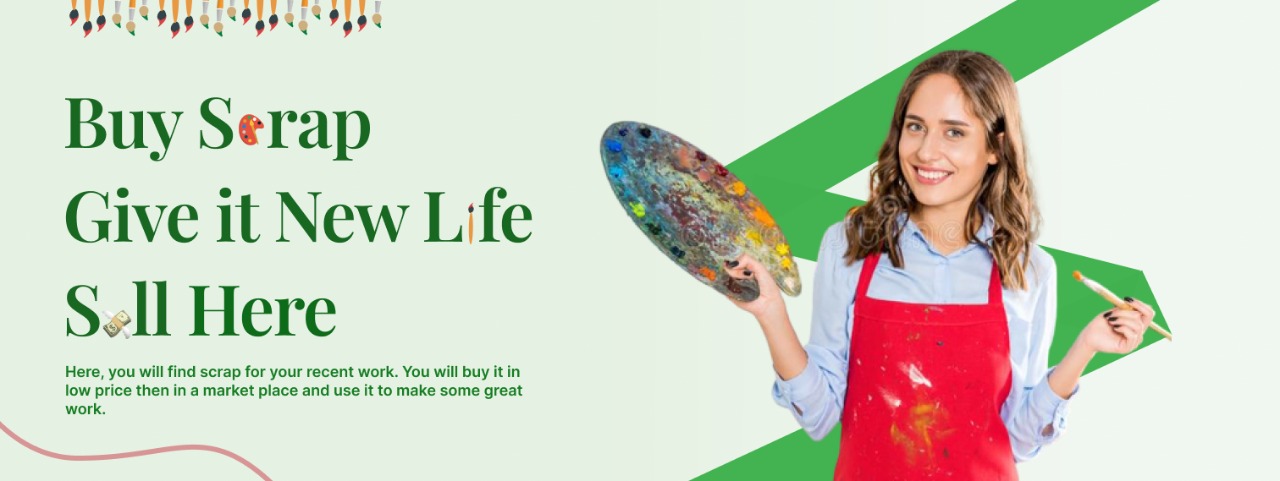 Buy Scrap
Give it New Life
Sell Here
Here, you will find scrap for your recent work. You will buy it in
low price then in a market place and use it to make some great
work.